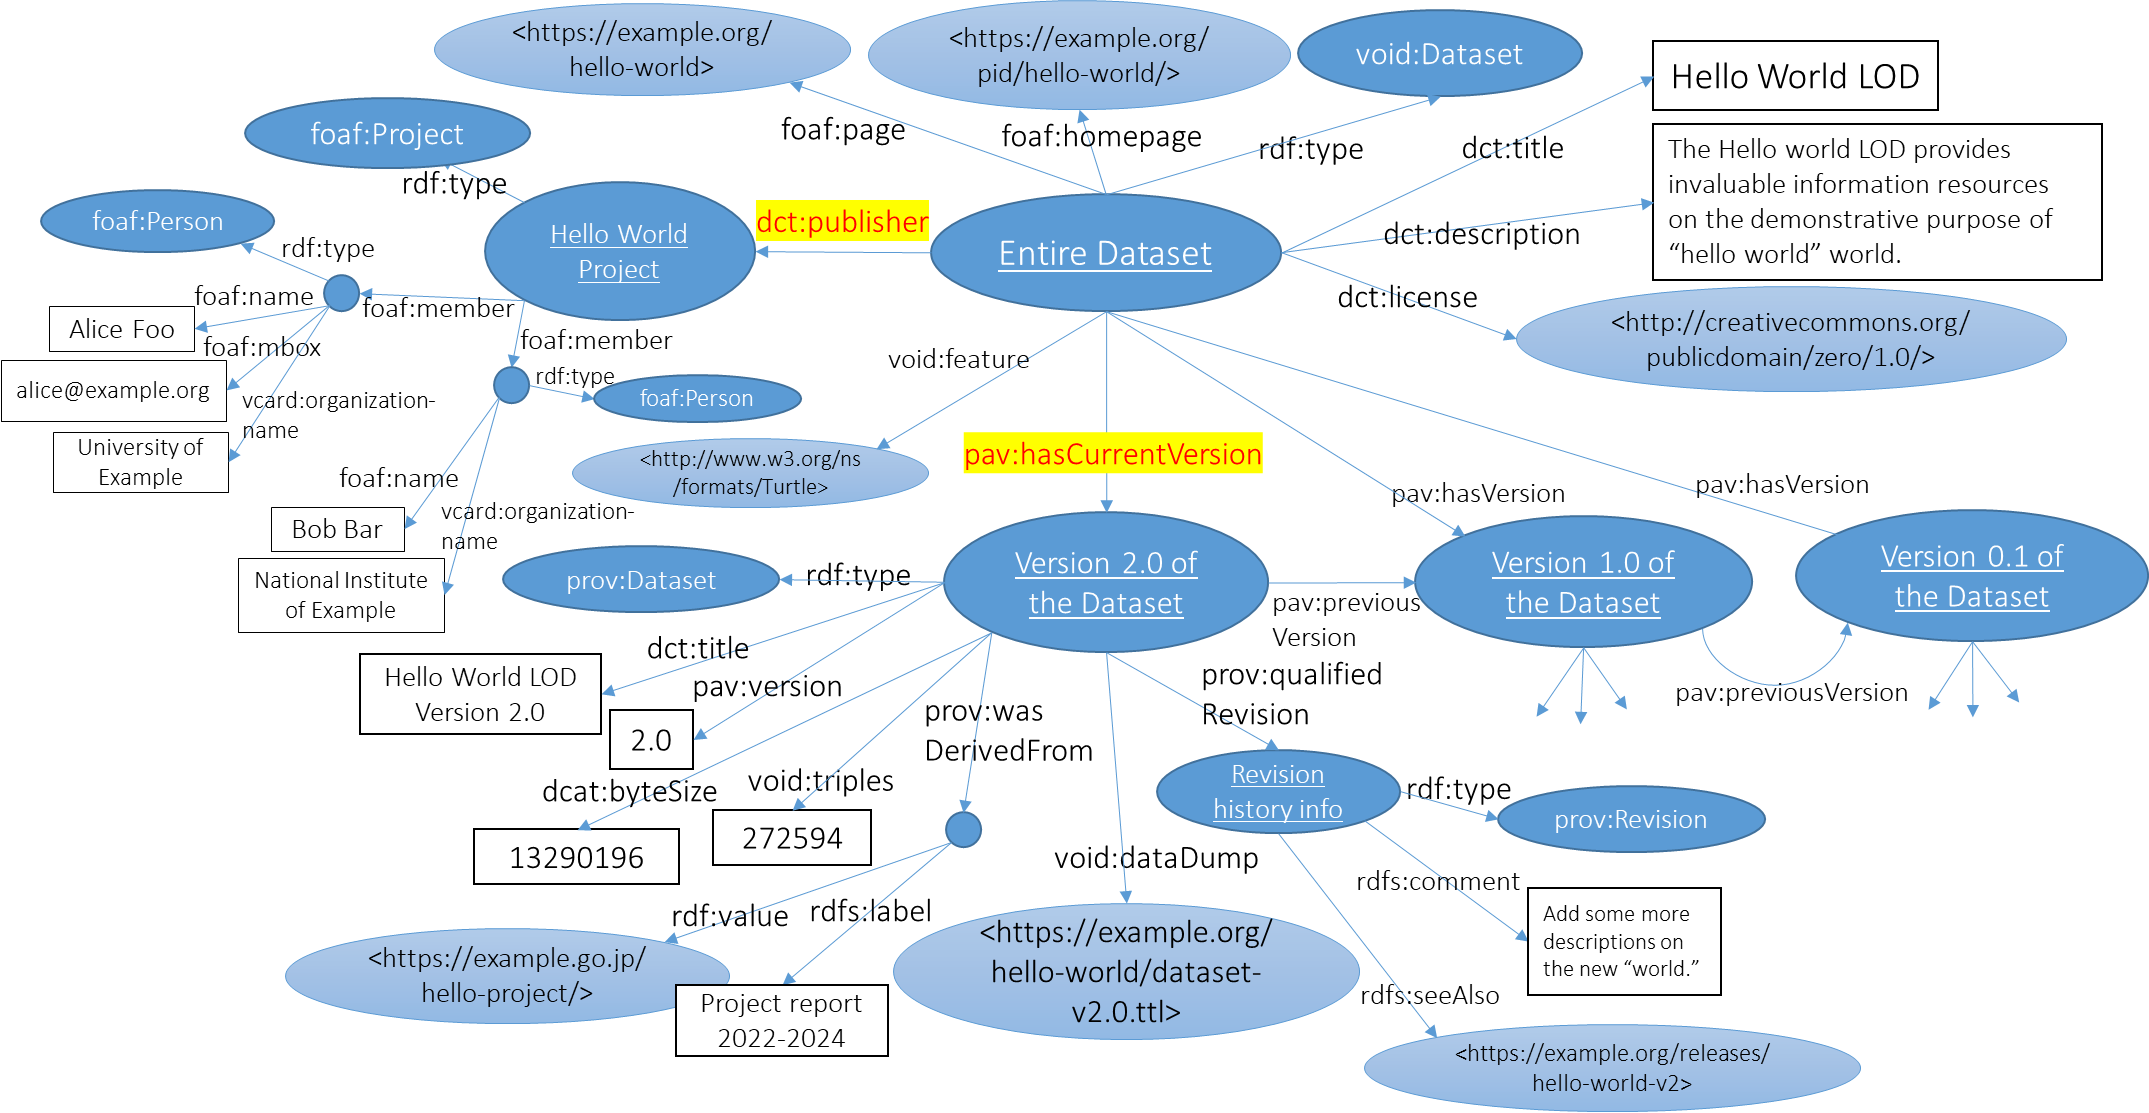 <https://example.org/
hello-world>
<https://example.org/
pid/hello-world/>
void:Dataset
Hello World LOD
foaf:Project
foaf:page
foaf:homepage
rdf:type
dct:title
The Hello world LOD provides
invaluable information resources
on the demonstrative purpose of
“hello world” world.
rdf:type
foaf:Person
dct:publisher
Hello World
Project
Entire Dataset
dct:description
rdf:type
foaf:name
foaf:member
dct:license
Alice Foo
foaf:mbox
foaf:member
<http://creativecommons.org/
publicdomain/zero/1.0/>
void:feature
alice@example.org
rdf:type
foaf:Person
vcard:organization-
name
University of
Example
pav:hasCurrentVersion
<http://www.w3.org/ns
/formats/Turtle>
foaf:name
pav:hasVersion
pav:hasVersion
Bob Bar
vcard:organization-
name
National Institute
of Example
prov:Dataset
rdf:type
Version 2.0 of
the Dataset
pav:previous
Version
Version 1.0 of
the Dataset
Version 0.1 of
the Dataset
dct:title
Hello World LOD
Version 2.0
pav:version
2.0
prov:qualified
Revision
pav:previousVersion
prov:was
DerivedFrom
dcat:byteSize
void:triples
Revision
history info
rdf:type
prov:Revision
13290196
272594
void:dataDump
rdfs:comment
rdf:value
rdfs:label
Add some more
descriptions on
the new “world.”
<https://example.go.jp/
hello-project/>
<https://example.org/
hello-world/dataset-
v2.0.ttl>
rdfs:seeAlso
Project report
2022-2024
<https://example.org/releases/
hello-world-v2>